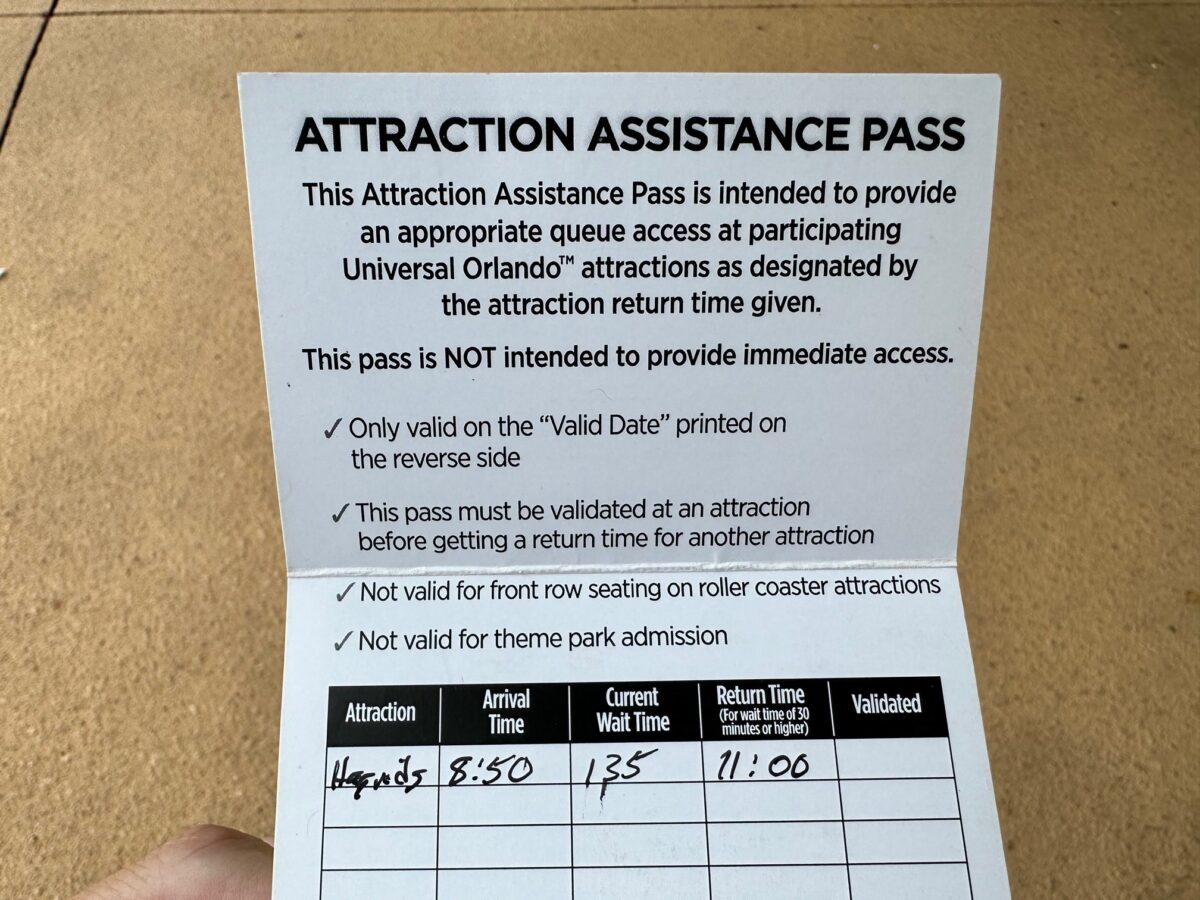 ATTRACTION ASSISTANCE PASS
This Attraction Assistance Pass is intended to provide
an appropriate queue access at participating
Universal Orlando™ attractions as designated by
the attraction return time given.
This pass is NOT intended to provide immediate access.
✓ Only valid on the “Valid Date” printed on
the reverse side
✓ This pass must be validated at an attraction
before getting a return time for another attraction
✓ Not valid for front row seating on roller coaster attractions
✓ Not valid for theme park admission
Attraction Arrival Time Current Wait Time Return Time (For wait time of 30 minutes or higher) Validated
Hagrids 8:50 135 11:00